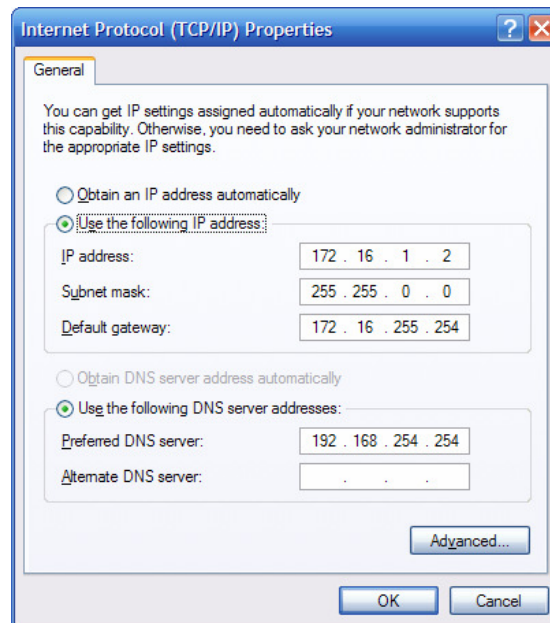 Internet Protocol (TCP/IP) Properties
General
You can get IP settings assigned automatically if your network supports
this capability. Otherwise, you need to ask your network administrator for
the appropriate IP settings.
Obtain an IP address automatically
Use the following IP address:
IP address: 172 . 16 . 1 . 2
Subnet mask: 255 . 255 . 0 . 0
Default gateway: 172 . 16 . 255 . 254
Obtain DNS server address automatically
Use the following DNS server addresses:
Preferred DNS server: 192 . 168 . 254 . 254
Alternate DNS server: . . .
Advanced...
OK Cancel